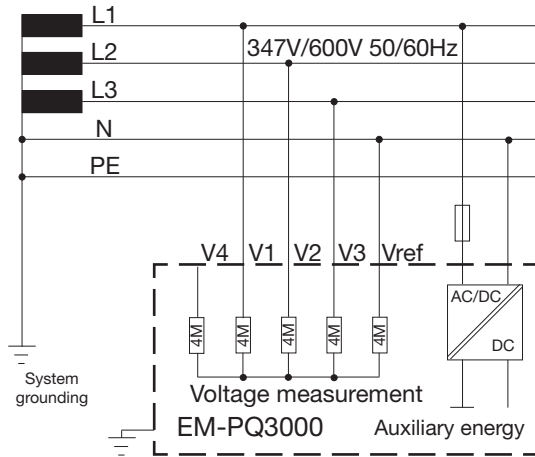 L1
L2 347V/600V 50/60Hz
L3
N
PE
V4 V1 V2 V3 Vref
AC/DC
DC
4M 4M 4M 4M 4M
System
grounding
Voltage measurement
EM-PQ3000 Auxiliary energy